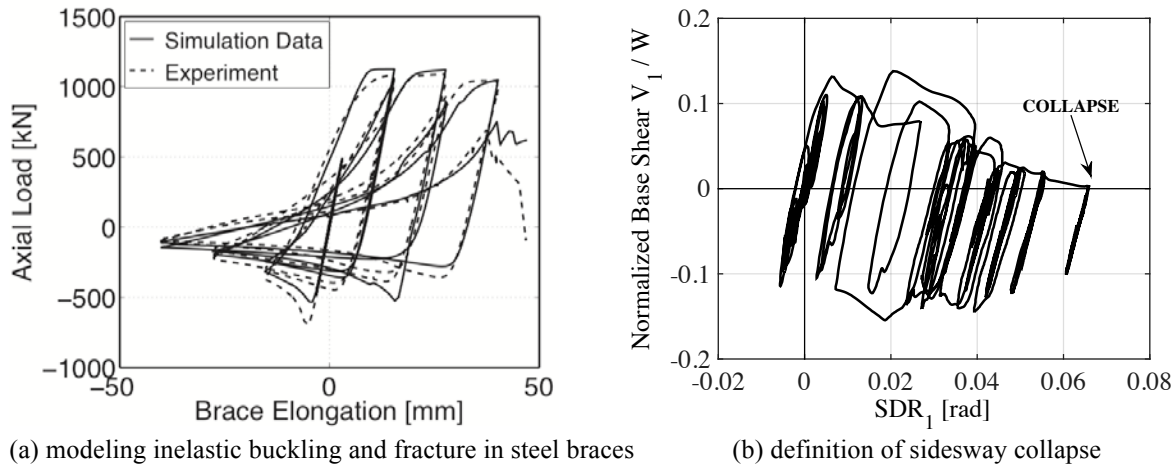 1500
1000
500
0
−500
−1000
−50
0
50
Axial Load [kN]
Brace Elongation [mm]
Simulation Data
Experiment
(a) modeling inelastic buckling and fracture in steel braces
0.2
0.1
0
-0.1
-0.2
-0.02
0
0.02
0.04
0.06
0.08
Normalized Base Shear V1 / W
SDR1 [rad]
COLLAPSE
(b) definition of sidesway collapse